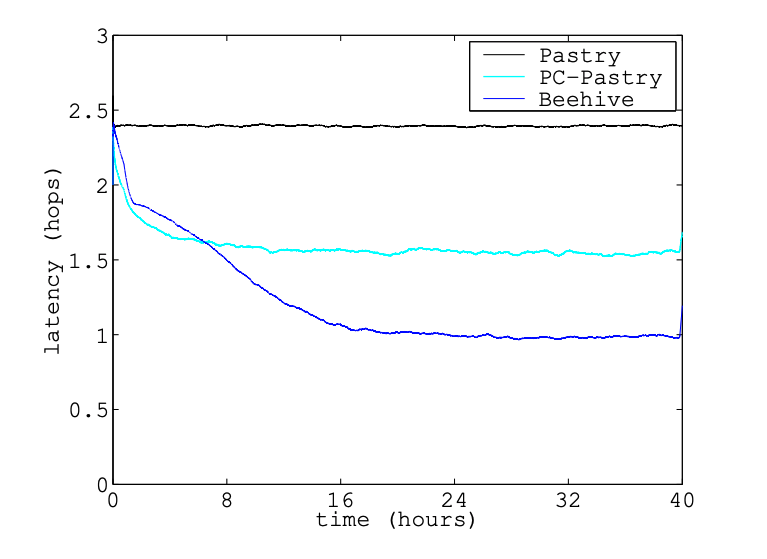 3
2.5
2
1.5
1
0.5
0
latency (hops)
Pastry
PC-Pastry
Beehive
0 8 16 24 32 40
time (hours)